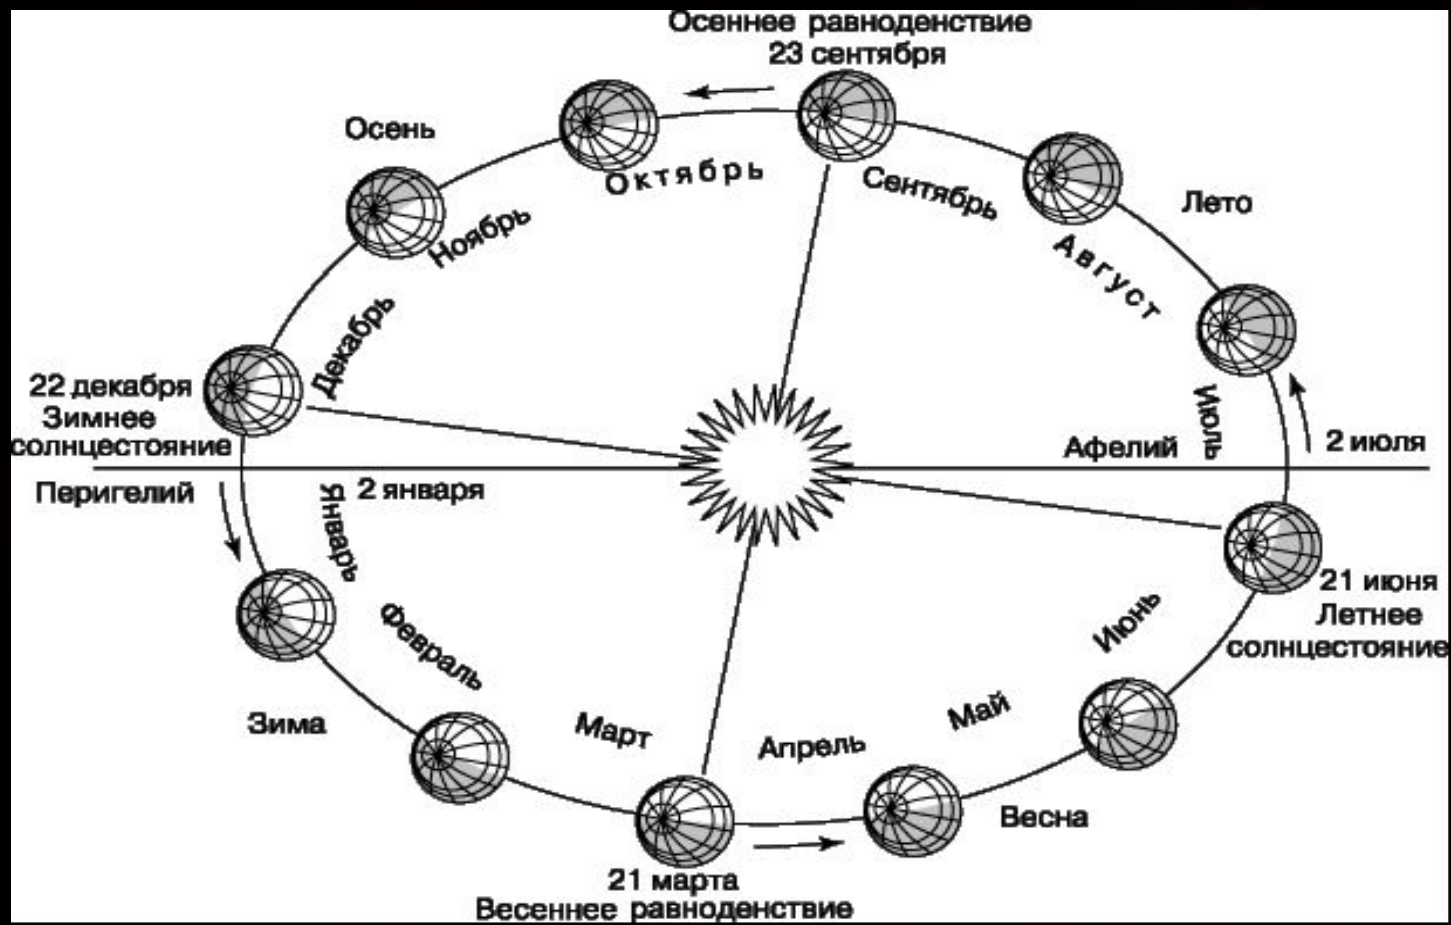 Осеннее равноденствие
23 сентября
Осень
Октябрь
Сентябрь
Лето
Ноябрь
Август
Декабрь
22 декабря
Зимнее
солнцестояние
Июль
Афелий
2 июля
Перигелий
2 января
Январь
21 июня
Летнее
солнцестояние
Июнь
Февраль
Зима
Март
Апрель
Май
Весна
21 марта
Весеннее равноденствие